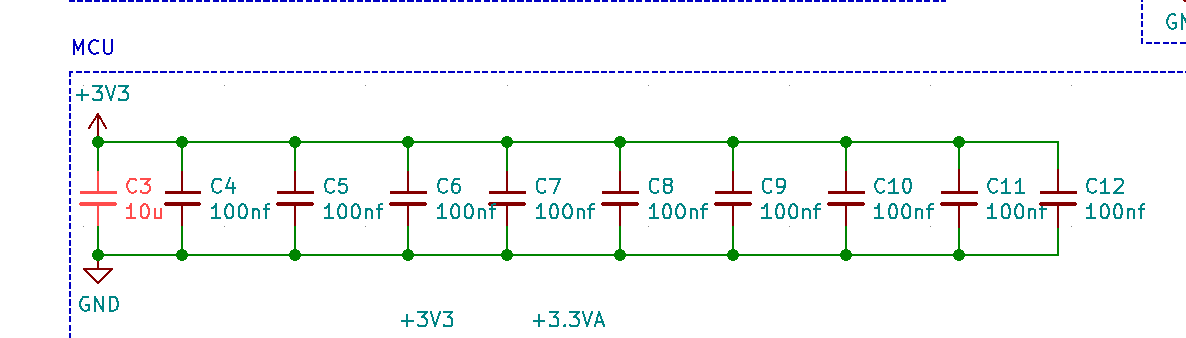 GN
MCU
+3V3
C3 C4 C5 C6 C7 C8 C9 C10 C11 C12
10u 100nf 100nf 100nf 100nf 100nf 100nf 100nf 100nf 100nf
GND
+3V3 +3.3VA